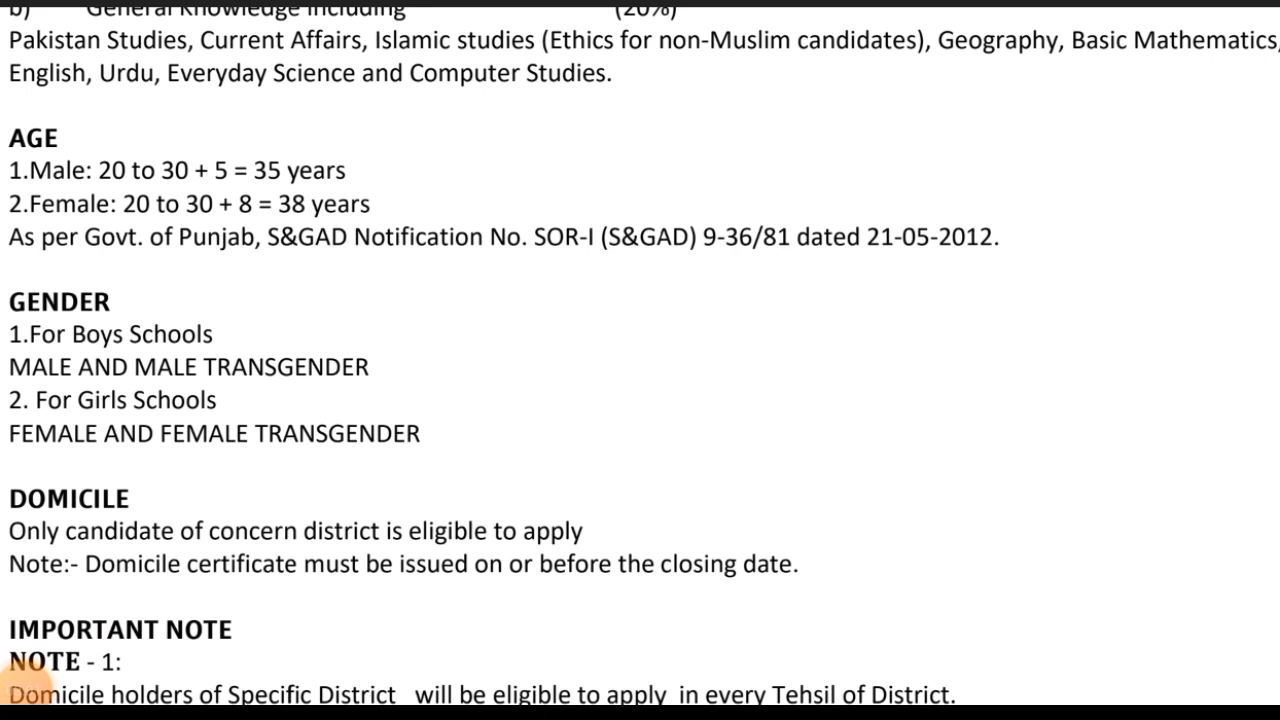 b) General Knowledge including (20%)
Pakistan Studies, Current Affairs, Islamic studies (Ethics for non-Muslim candidates), Geography, Basic Mathematics,
English, Urdu, Everyday Science and Computer Studies.
AGE
1.Male: 20 to 30 + 5 = 35 years
2.Female: 20 to 30 + 8 = 38 years
As per Govt. of Punjab, S&GAD Notification No. SOR-I (S&GAD) 9-36/81 dated 21-05-2012.
GENDER
1.For Boys Schools
MALE AND MALE TRANSGENDER
2. For Girls Schools
FEMALE AND FEMALE TRANSGENDER
DOMICILE
Only candidate of concern district is eligible to apply
Note:- Domicile certificate must be issued on or before the closing date.
IMPORTANT NOTE
NOTE - 1:
Domicile holders of Specific District will be eligible to apply in every Tehsil of District.